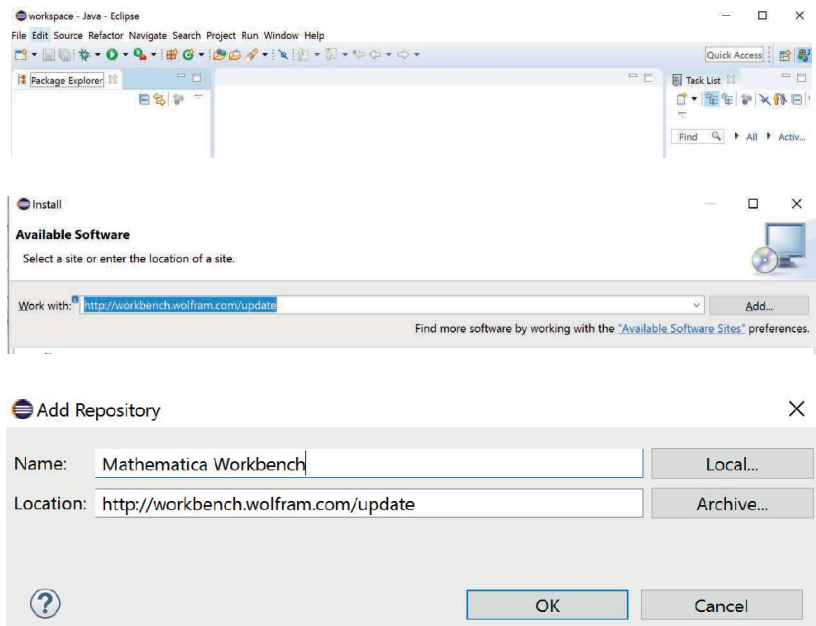 workspace - Java - Eclipse
File Edit Source Refactor Navigate Search Project Run Window Help
Quick Access
Package Explorer
Task List
Find All Activ...
Install
Available Software
Select a site or enter the location of a site.
Work with: http://workbench.wolfram.com/update Add...
Find more software by working with the "Available Software Sites" preferences.
Add Repository
Name: Mathematica Workbench Local...
Location: http://workbench.wolfram.com/update Archive...
OK Cancel